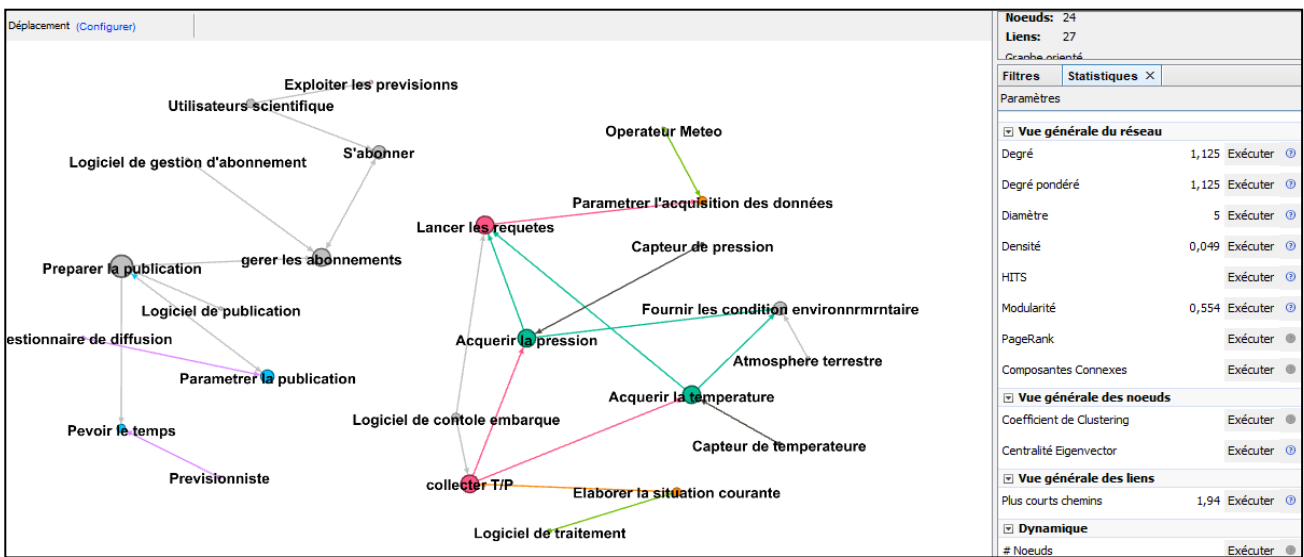 Déplacement (Configurer)
Exploiter les previsionns
Utilisateurs scientifique
S'abonner
Logiciel de gestion d'abonnement
Operateur Meteo
Parametrer l'acquisition des données
Lancer les requetes
Capteur de pression
gerer les abonnements
Preparer la publication
Logiciel de publication
Fournir les condition environnrmrntaire
estionnaire de diffusion
Acquerir la pression
Atmosphere terrestre
Parametrer la publication
Acquerir la temperature
Logiciel de contole embarque
Pevoir le temps
Capteur de temperateure
Previsionniste
collecter T/P
Elaborer la situation courante
Logiciel de traitement
Noeuds: 24
Liens: 27
Graphe orienté
Filtres Statistiques ×
Paramètres
Vue générale du réseau
Degré 1,125 Exécuter
Degré pondéré 1,125 Exécuter
Diamètre 5 Exécuter
Densité 0,049 Exécuter
HITS Exécuter
Modularité 0,554 Exécuter
PageRank Exécuter
Composantes Connexes Exécuter
Vue générale des noeuds
Coefficient de Clustering Exécuter
Centralité Eigenvector Exécuter
Vue générale des liens
Plus courts chemins 1,94 Exécuter
Dynamique
# Noeuds Exécuter